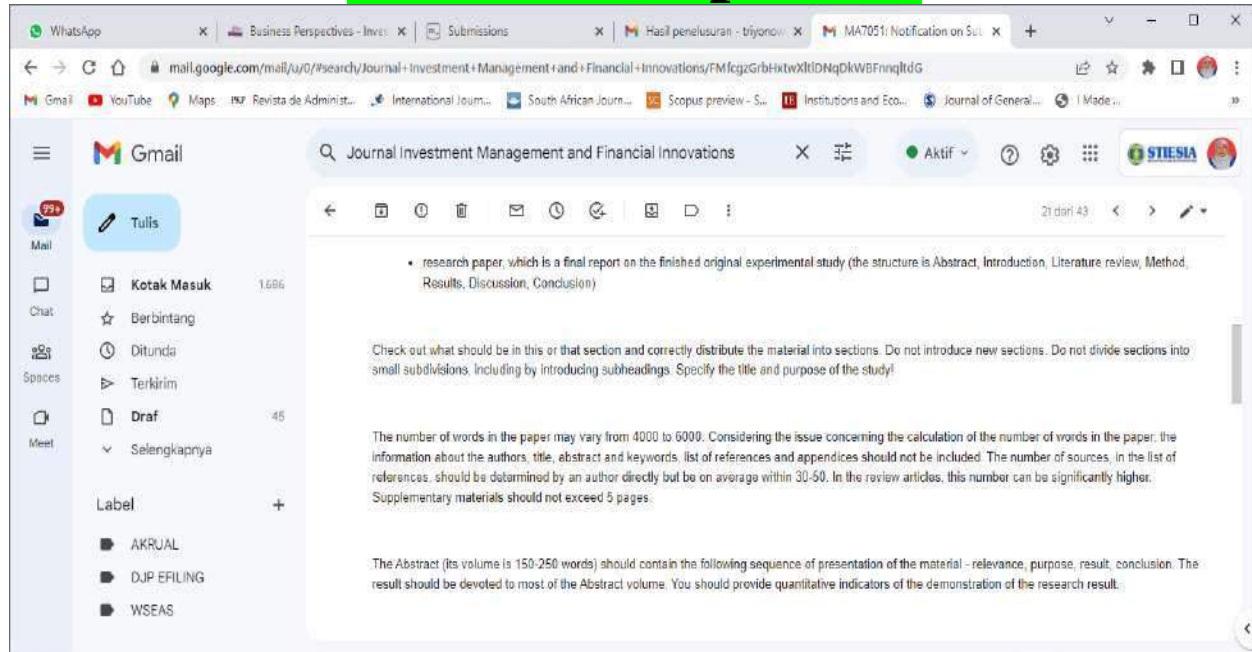 WhatsApp
Business Perspectives - Inves
Submissions
Hasil penelusuran - triyonow
MA7051: Notification on Sub
mail.google.com/mail/u/0/#search/Journal+Investment+Management+and+Financial+Innovations/
Gmail
YouTube
Maps
Revista de Administ...
International Journ...
South African Journ...
Scopus preview - S...
Institutions and Eco...
Journal of General...
I Made ...
Gmail
Journal Investment Management and Financial Innovations
Aktif
STIESIA
99+
Mail
Chat
Spaces
Meet
Tulis
Kotak Masuk 1.686
Berbintang
Ditunda
Terkirim
Draf 45
Selengkapnya
Label
AKRUAL
DJP EFILING
WSEAS
21 dari 43
• research paper, which is a final report on the finished original experimental study (the structure is Abstract, Introduction, Literature review, Method,
Results, Discussion, Conclusion)
Check out what should be in this or that section and correctly distribute the material into sections. Do not introduce new sections. Do not divide sections into
small subdivisions, including by introducing subheadings. Specify the title and purpose of the study!
The number of words in the paper may vary from 4000 to 6000. Considering the issue concerning the calculation of the number of words in the paper, the
information about the authors, title, abstract and keywords, list of references and appendices should not be included. The number of sources, in the list of
references, should be determined by an author directly but be on average within 30-50. In the review articles, this number can be significantly higher.
Supplementary materials should not exceed 5 pages.
The Abstract (its volume is 150-250 words) should contain the following sequence of presentation of the material - relevance, purpose, result, conclusion. The
result should be devoted to most of the Abstract volume. You should provide quantitative indicators of the demonstration of the research result.